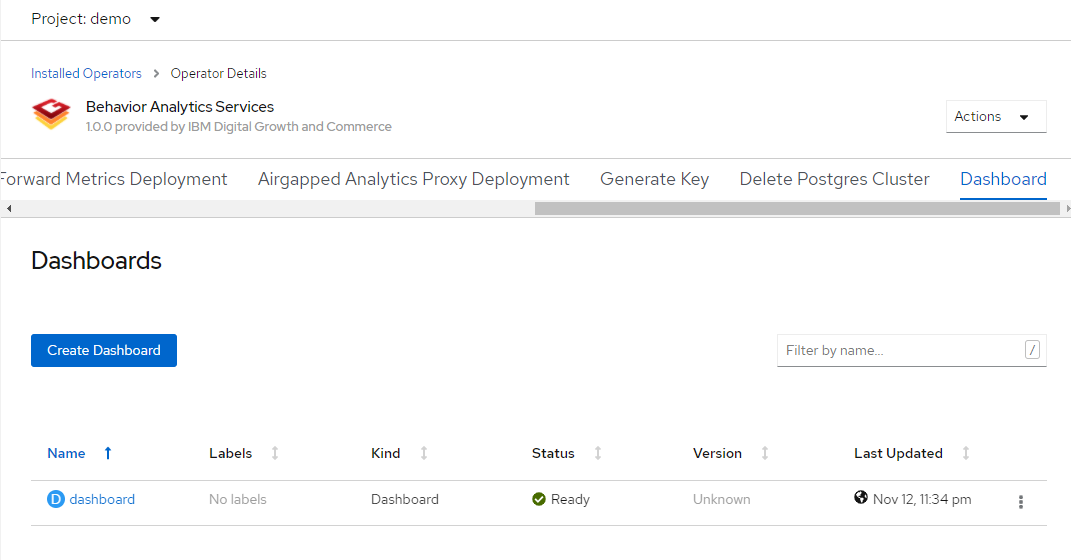 Project: demo
Installed Operators > Operator Details
Behavior Analytics Services
1.0.0 provided by IBM Digital Growth and Commerce
Actions
Forward Metrics Deployment Airgapped Analytics Proxy Deployment Generate Key Delete Postgres Cluster Dashboard
Dashboards
Create Dashboard Filter by name... /
Name Labels Kind Status Version Last Updated
D dashboard No labels Dashboard Ready Unknown Nov 12, 11:34 pm